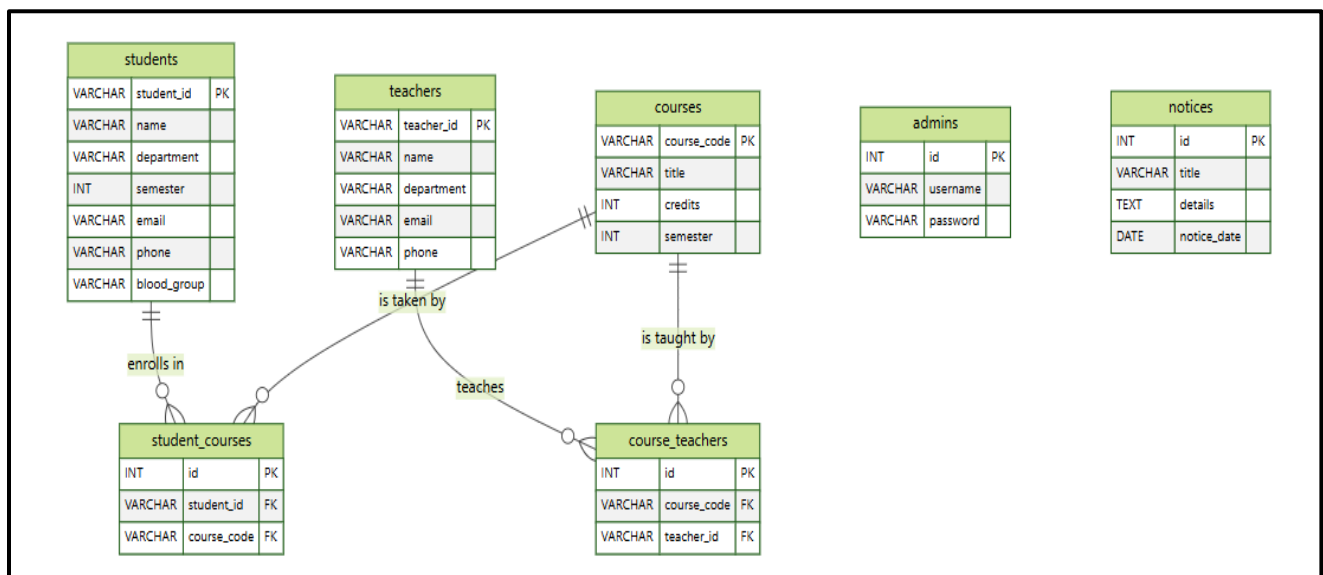 students
VARCHAR student_id PK
VARCHAR name
VARCHAR department
INT semester
VARCHAR email
VARCHAR phone
VARCHAR blood_group
teachers
VARCHAR teacher_id PK
VARCHAR name
VARCHAR department
VARCHAR email
VARCHAR phone
courses
VARCHAR course_code PK
VARCHAR title
INT credits
INT semester
admins
INT id PK
VARCHAR username
VARCHAR password
notices
INT id PK
VARCHAR title
TEXT details
DATE notice_date
is taken by
is taught by
enrolls in
teaches
student_courses
INT id PK
VARCHAR student_id FK
VARCHAR course_code FK
course_teachers
INT id PK
VARCHAR course_code FK
VARCHAR teacher_id FK